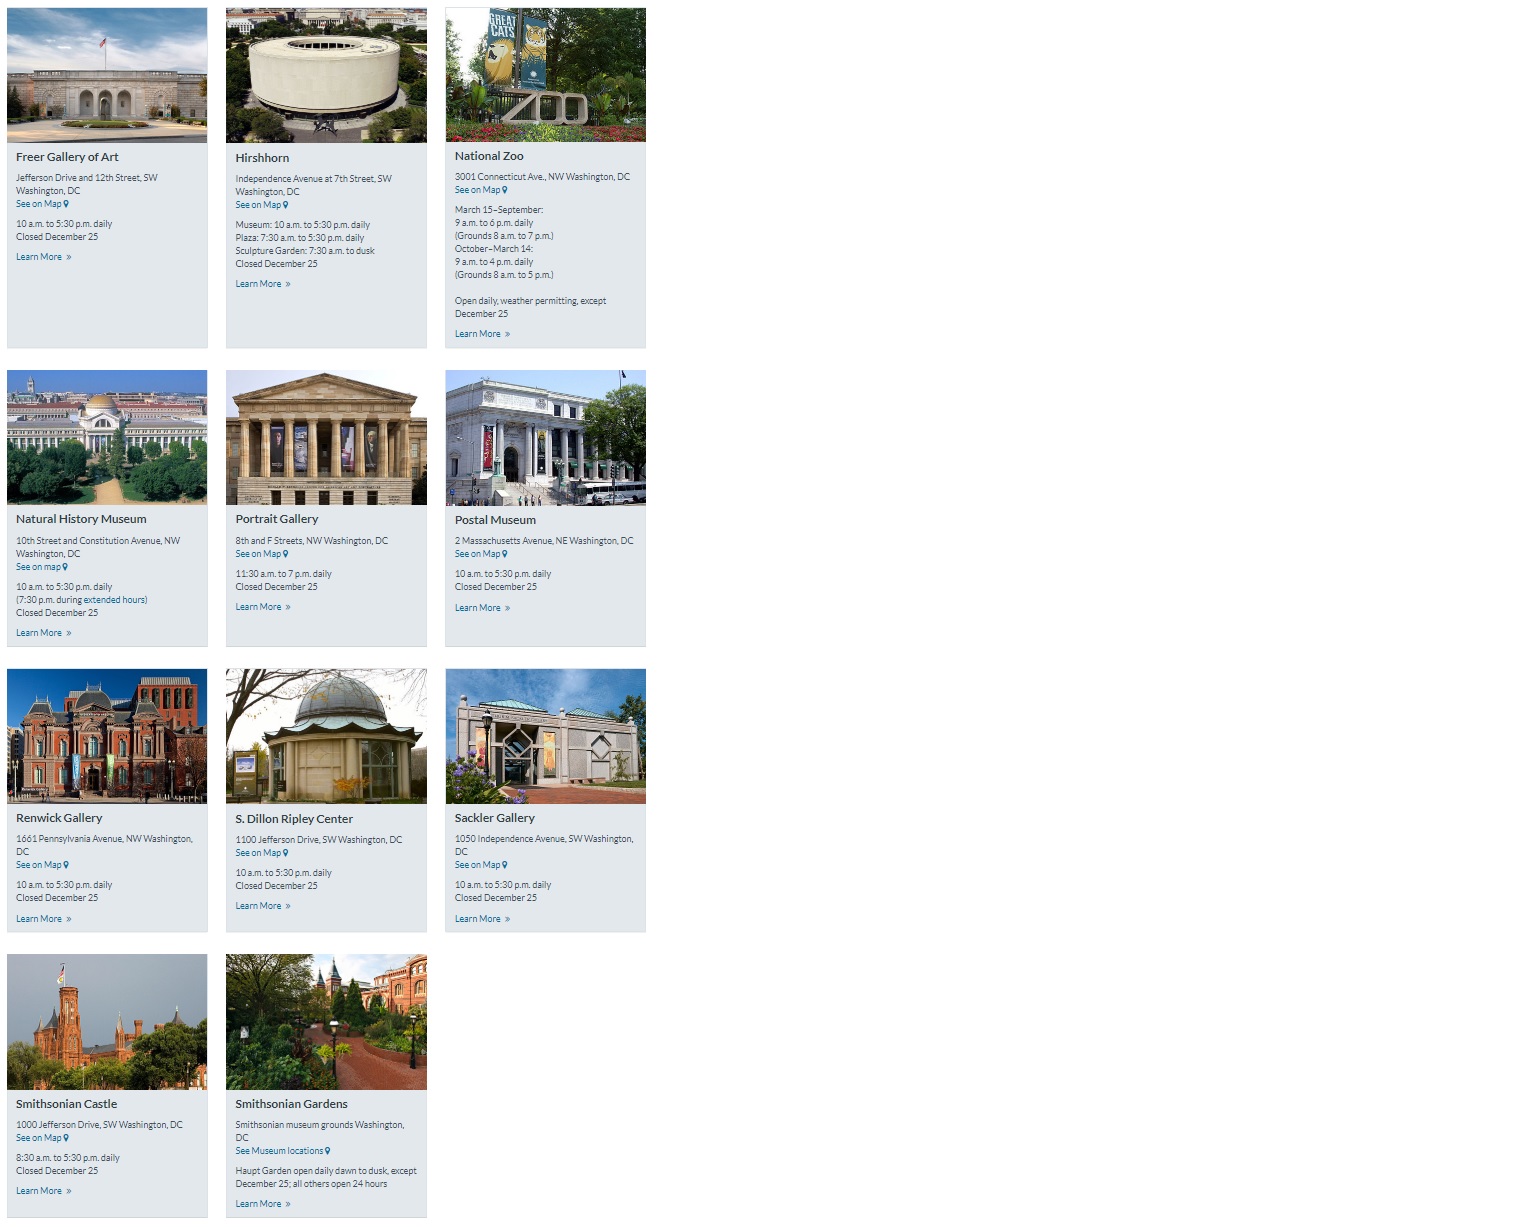 GREAT
CATS
ZOO
Freer Gallery of Art
Jefferson Drive and 12th Street, SW
Washington, DC
See on Map
10 a.m. to 5:30 p.m. daily
Closed December 25
Learn More »
Hirshhorn
Independence Avenue at 7th Street, SW
Washington, DC
See on Map
Museum: 10 a.m. to 5:30 p.m. daily
Plaza: 7:30 a.m. to 5:30 p.m. daily
Sculpture Garden: 7:30 a.m. to dusk
Closed December 25
Learn More »
National Zoo
3001 Connecticut Ave., NW Washington, DC
See on Map
March 15–September:
9 a.m. to 6 p.m. daily
(Grounds 8 a.m. to 7 p.m.)
October–March 14:
9 a.m. to 4 p.m. daily
(Grounds 8 a.m. to 5 p.m.)
Open daily, weather permitting, except
December 25
Learn More »
Natural History Museum
10th Street and Constitution Avenue, NW
Washington, DC
See on map
10 a.m. to 5:30 p.m. daily
(7:30 p.m. during extended hours)
Closed December 25
Learn More »
Portrait Gallery
8th and F Streets, NW Washington, DC
See on Map
11:30 a.m. to 7 p.m. daily
Closed December 25
Learn More »
Postal Museum
2 Massachusetts Avenue, NE Washington, DC
See on Map
10 a.m. to 5:30 p.m. daily
Closed December 25
Learn More »
Renwick Gallery
1661 Pennsylvania Avenue, NW Washington,
DC
See on Map
10 a.m. to 5:30 p.m. daily
Closed December 25
Learn More »
S. Dillon Ripley Center
1100 Jefferson Drive, SW Washington, DC
See on Map
10 a.m. to 5:30 p.m. daily
Closed December 25
Learn More »
Sackler Gallery
1050 Independence Avenue, SW Washington,
DC
See on Map
10 a.m. to 5:30 p.m. daily
Closed December 25
Learn More »
Smithsonian Castle
1000 Jefferson Drive, SW Washington, DC
See on Map
8:30 a.m. to 5:30 p.m. daily
Closed December 25
Learn More »
Smithsonian Gardens
Smithsonian museum grounds Washington,
DC
See Museum locations
Haupt Garden open daily dawn to dusk, except
December 25; all others open 24 hours
Learn More »